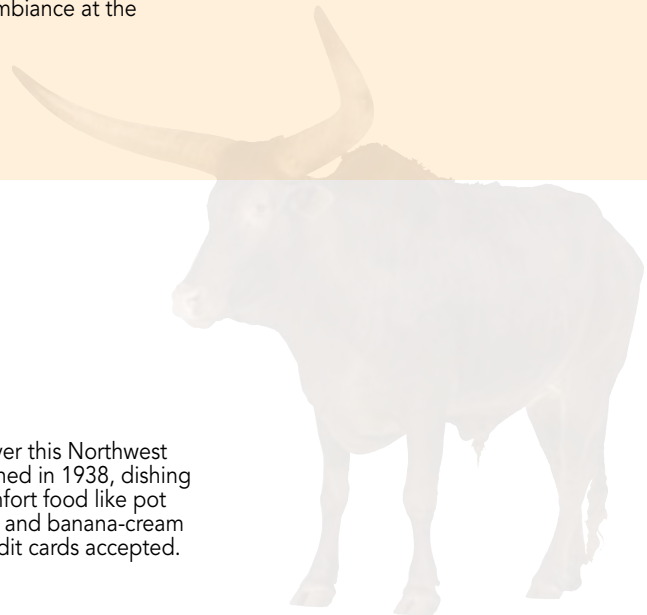 mbiance at the
ver this Northwest
ned in 1938, dishing
nfort food like pot
and banana-cream
dit cards accepted.